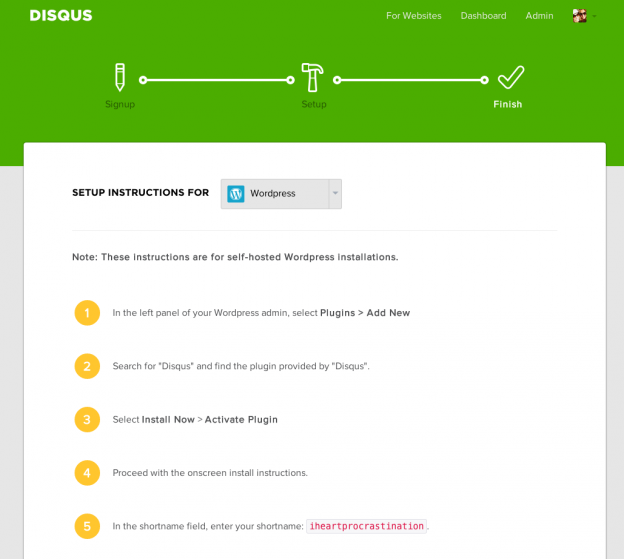 DISQUS
For Websites Dashboard Admin
Signup Setup Finish
SETUP INSTRUCTIONS FOR Wordpress
Note: These instructions are for self-hosted Wordpress installations.
1 In the left panel of your Wordpress admin, select Plugins > Add New
2 Search for "Disqus" and find the plugin provided by "Disqus".
3 Select Install Now > Activate Plugin
4 Proceed with the onscreen install instructions.
5 In the shortname field, enter your shortname: iheartprocrastination.